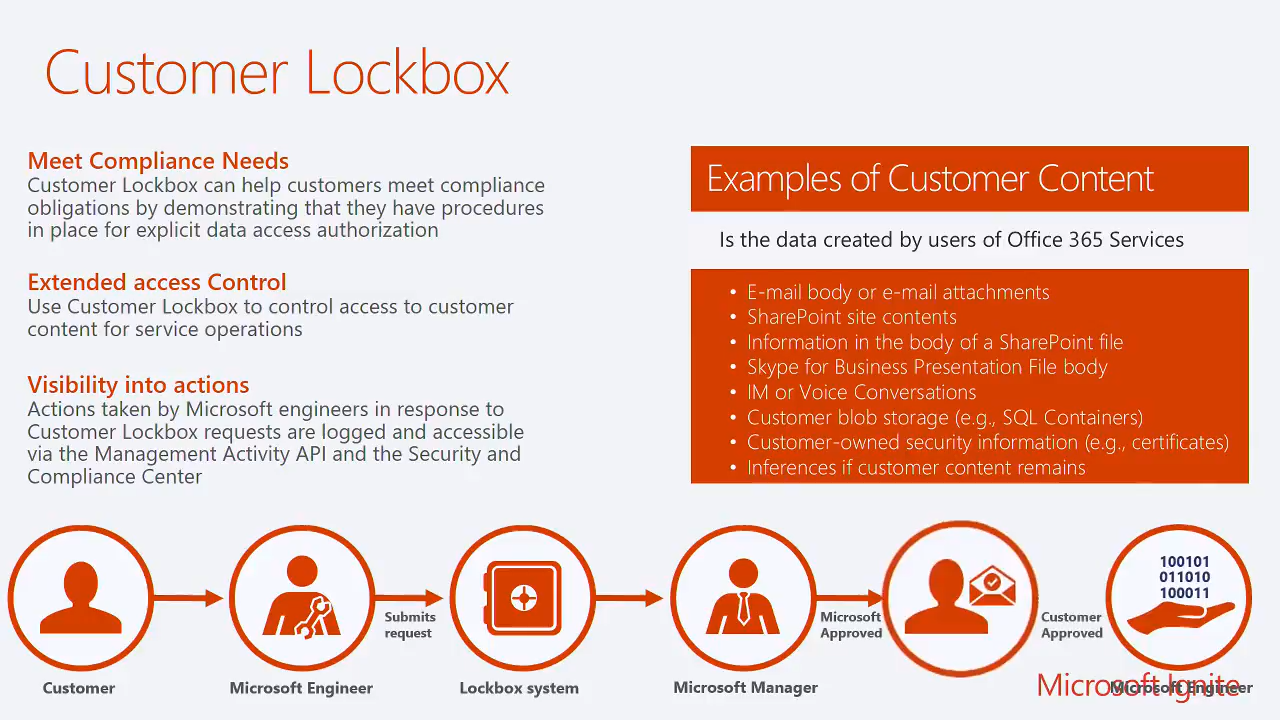 Customer Lockbox
Meet Compliance Needs
Customer Lockbox can help customers meet compliance
obligations by demonstrating that they have procedures
in place for explicit data access authorization
Extended access Control
Use Customer Lockbox to control access to customer
content for service operations
Visibility into actions
Actions taken by Microsoft engineers in response to
Customer Lockbox requests are logged and accessible
via the Management Activity API and the Security and
Compliance Center
Examples of Customer Content
Is the data created by users of Office 365 Services
• E-mail body or e-mail attachments
• SharePoint site contents
• Information in the body of a SharePoint file
• Skype for Business Presentation File body
• IM or Voice Conversations
• Customer blob storage (e.g., SQL Containers)
• Customer-owned security information (e.g., certificates)
• Inferences if customer content remains
Submits
request
Microsoft
Approved
Customer
Approved
100101
011010
100011
Customer
Microsoft Engineer
Lockbox system
Microsoft Manager
Microsoft Engineer
Microsoft Ignite